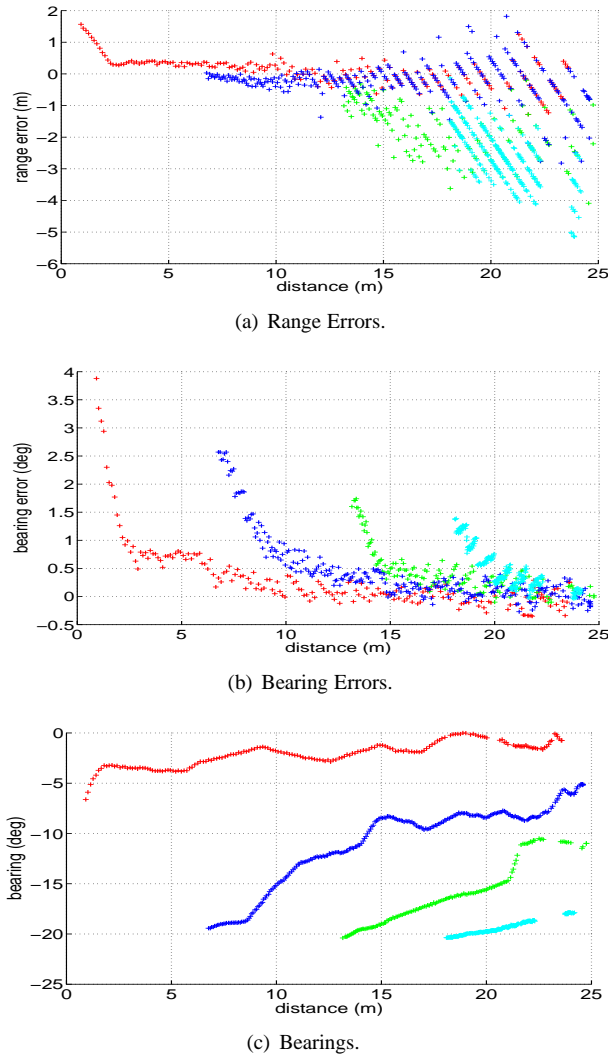 2
1
0
−1
−2
−3
−4
−5
−6
range error (m)
0 5 10 15 20 25
distance (m)
(a) Range Errors.
4
3.5
3
2.5
2
1.5
1
0.5
0
−0.5
bearing error (deg)
5 10 15 20 25
distance (m)
(b) Bearing Errors.
0
−5
−10
−15
−20
−25
bearing (deg)
0 5 10 15 20 25
distance (m)
(c) Bearings.